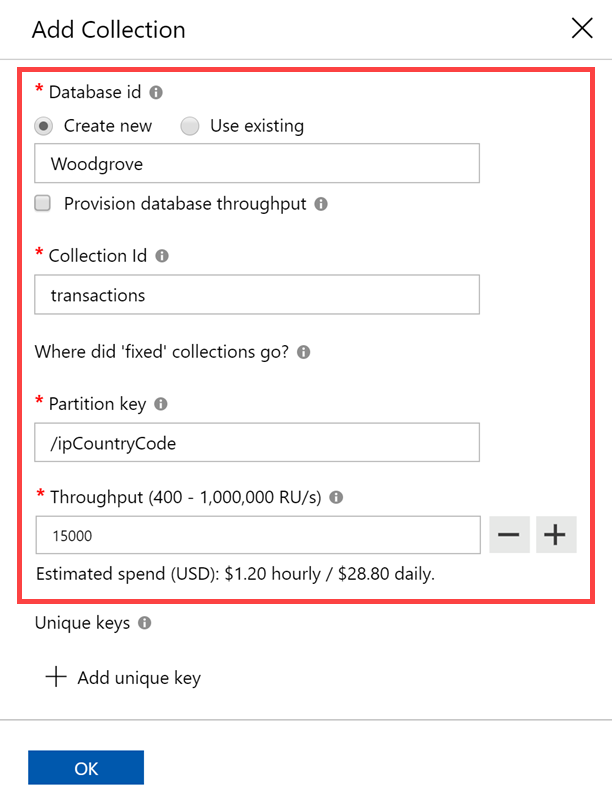 Add Collection
* Database id
Create new Use existing
Woodgrove
Provision database throughput
* Collection Id
transactions
Where did 'fixed' collections go?
* Partition key
/ipCountryCode
* Throughput (400 - 1,000,000 RU/s)
15000
Estimated spend (USD): $1.20 hourly / $28.80 daily.
Unique keys
Add unique key
OK